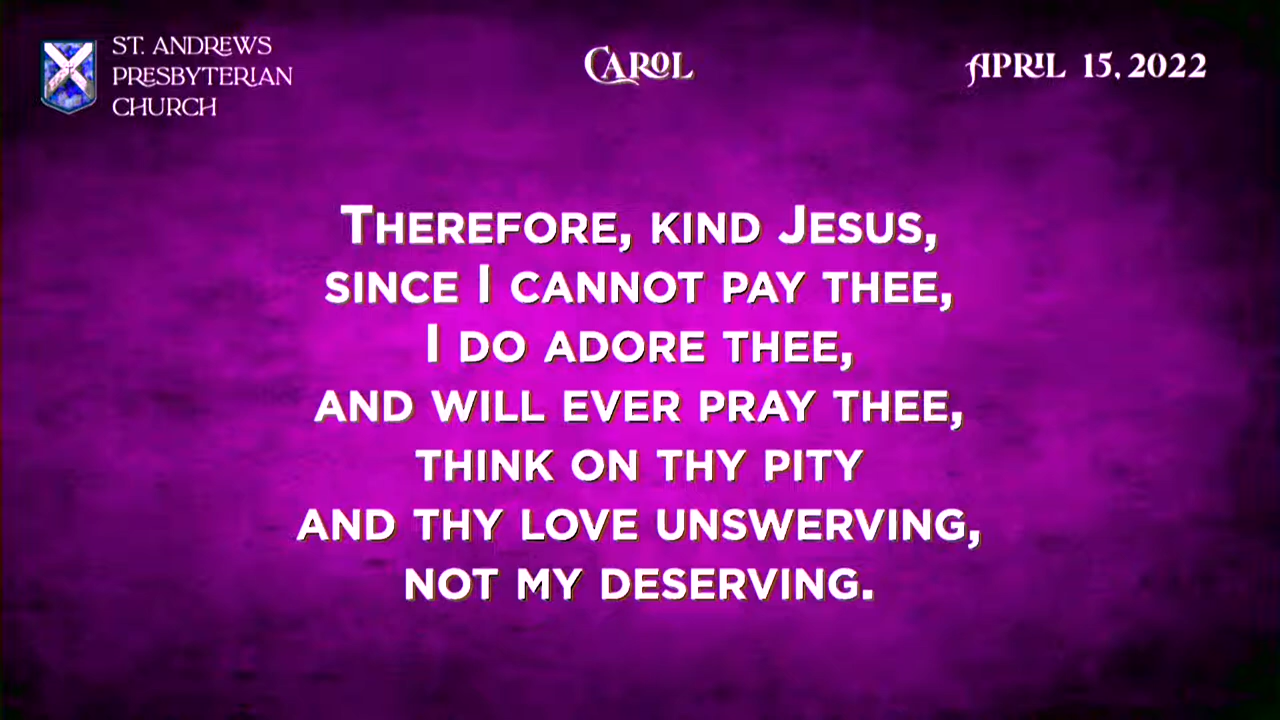 ST. ANDREWS
PRESBYTERIAN
CHURCH
CAROL
APRIL 15, 2022
THEREFORE, KIND JESUS,
SINCE I CANNOT PAY THEE,
I DO ADORE THEE,
AND WILL EVER PRAY THEE,
THINK ON THY PITY
AND THY LOVE UNSWERVING,
NOT MY DESERVING.